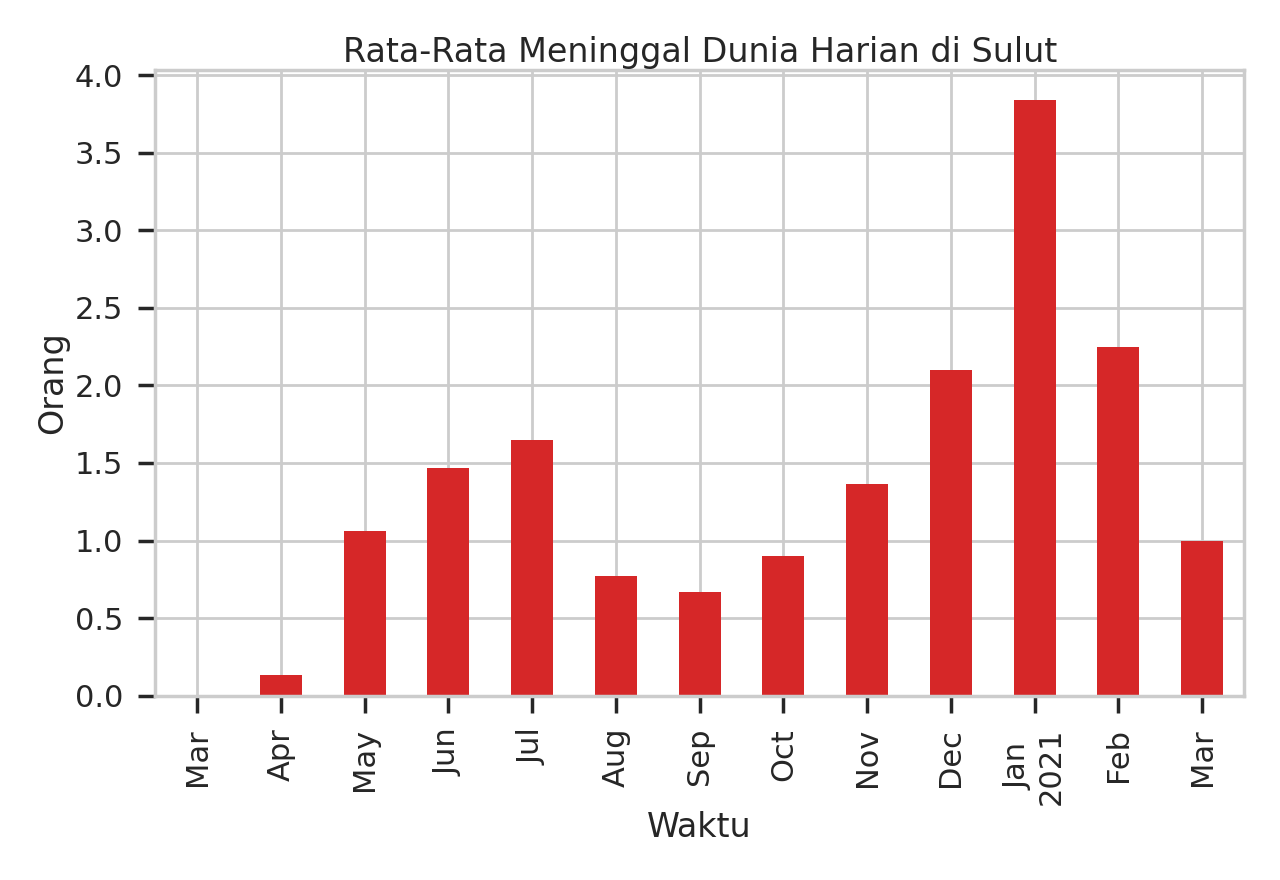 Rata-Rata Meninggal Dunia Harian di Sulut
4.0
3.5
3.0
2.5
2.0
1.5
1.0
0.5
0.0
Orang
Mar
Apr
May
Jun
Jul
Aug
Sep
Oct
Nov
Dec
Jan
2021
Feb
Mar
Waktu